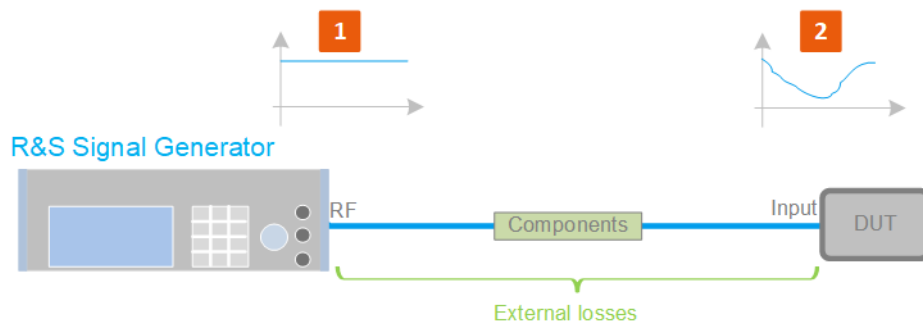 1
2
R&S Signal Generator
RF
Components
Input
DUT
External losses